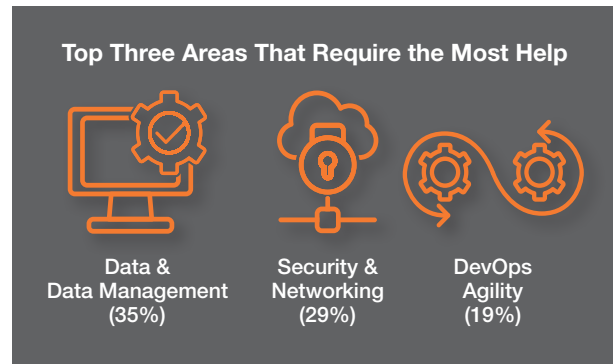 Top Three Areas That Require the Most Help
Data &
Data Management
(35%)
Security &
Networking
(29%)
DevOps
Agility
(19%)